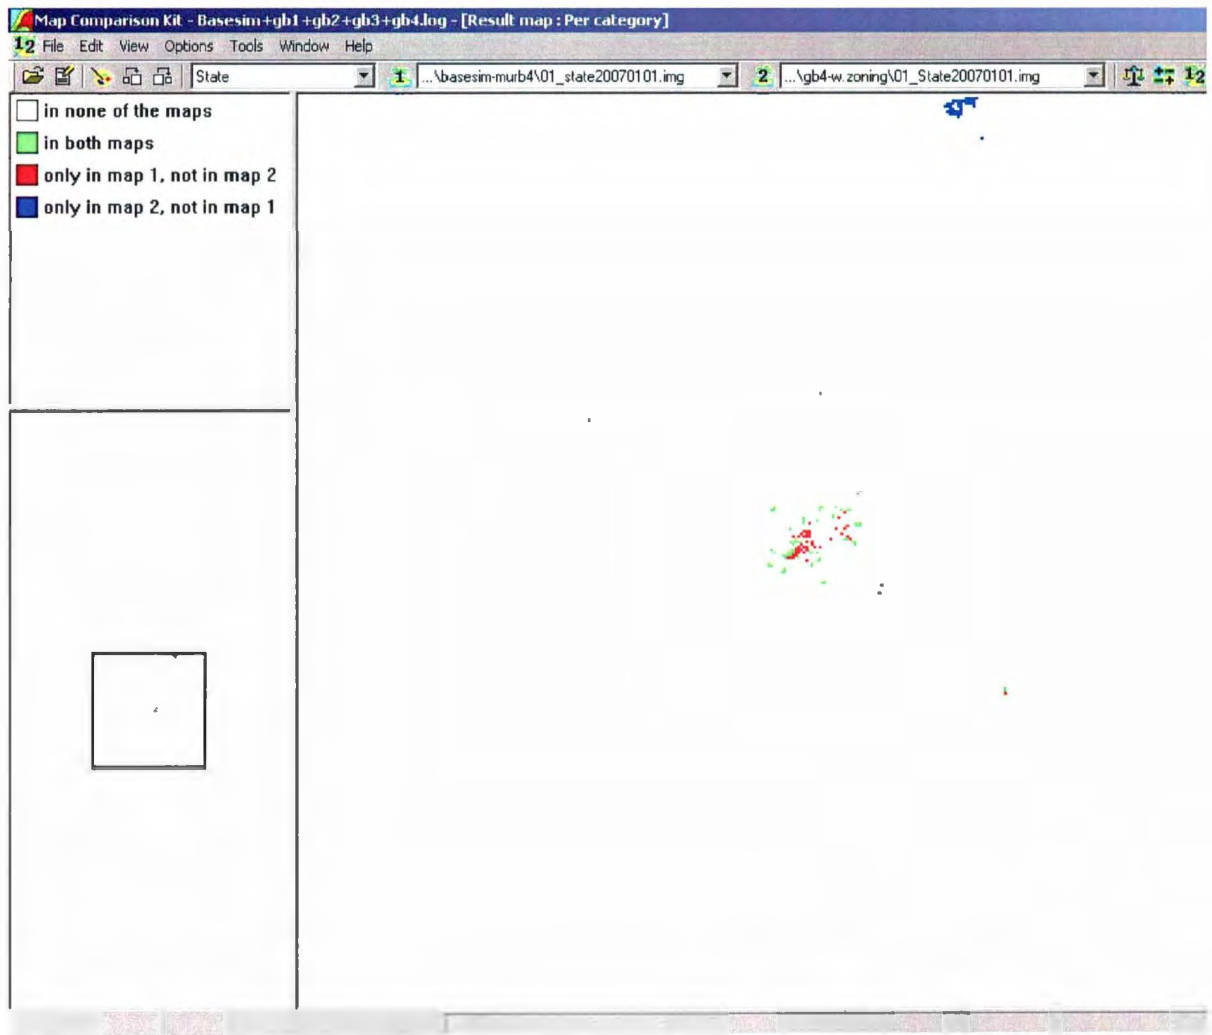 Map Comparison Kit - Basesim+gb1+gb2+gb3+gb4.log - [Result map : Per category]
12 File Edit View Options Tools Window Help
State 1 ...\basesim-murb4\01_state20070101.img 2 ...\gb4-w.zoning\01_State20070101.img 12
in none of the maps
in both maps
only in map 1, not in map 2
only in map 2, not in map 1